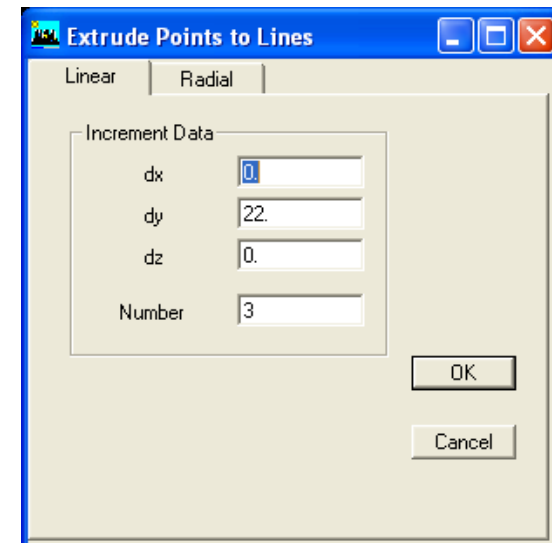 Extrude Points to Lines
Linear Radial
Increment Data
dx 0.
dy 22.
dz 0.
Number 3
OK
Cancel